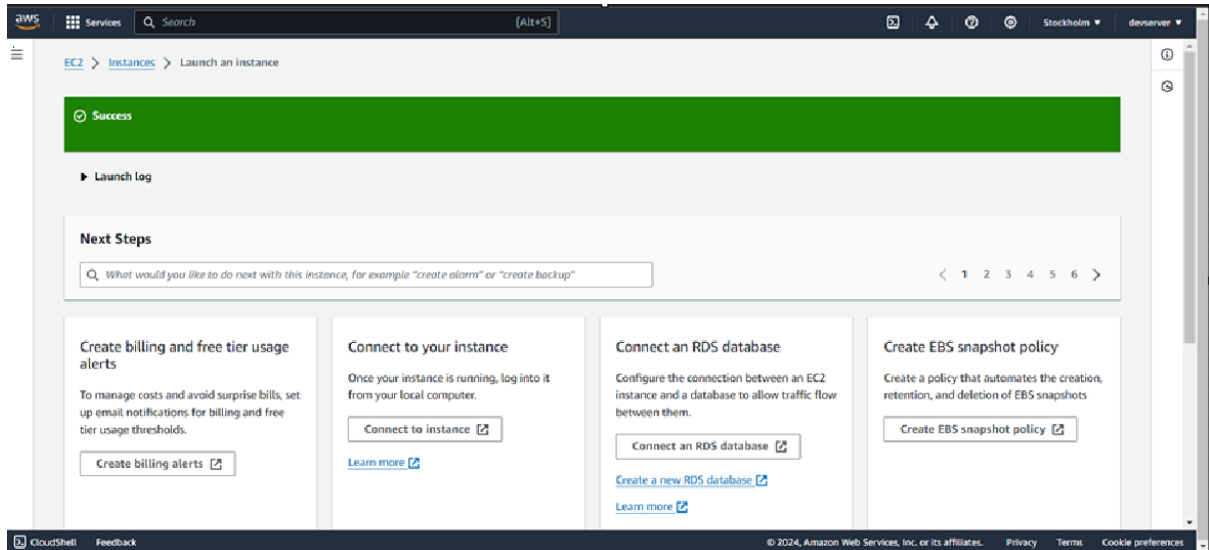 aws
Services
Search
[Alt+S]
Stockholm
devserver
EC2 > Instances > Launch an instance
Success
Launch log
Next Steps
What would you like to do next with this instance, for example "create alarm" or "create backup"
1 2 3 4 5 6
Create billing and free tier usage
alerts
To manage costs and avoid surprise bills, set
up email notifications for billing and free
tier usage thresholds.
Create billing alerts
Connect to your instance
Once your instance is running, log into it
from your local computer.
Connect to instance
Learn more
Connect an RDS database
Configure the connection between an EC2
instance and a database to allow traffic flow
between them.
Connect an RDS database
Create a new RDS database
Learn more
Create EBS snapshot policy
Create a policy that automates the creation,
retention, and deletion of EBS snapshots
Create EBS snapshot policy
CloudShell
Feedback
© 2024, Amazon Web Services, Inc. or its affiliates.
Privacy
Terms
Cookie preferences